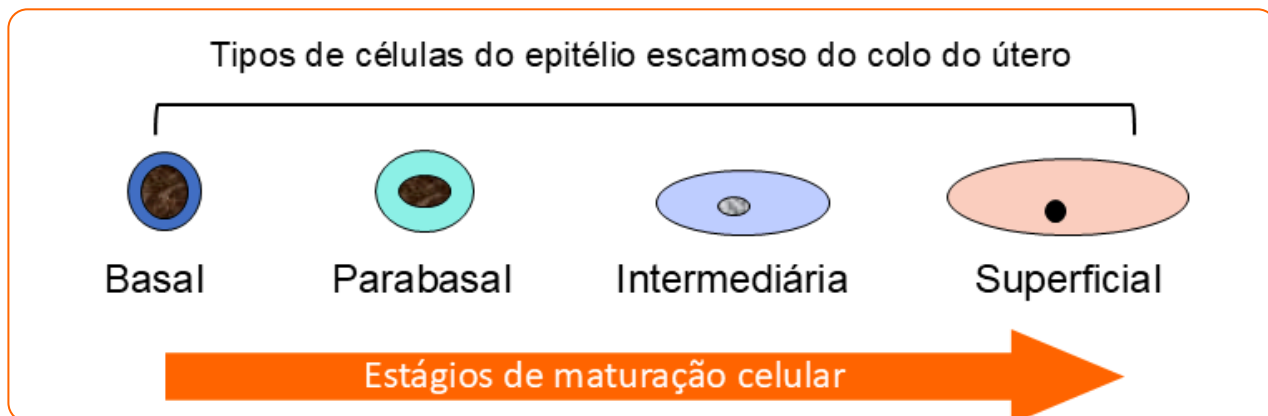 Tipos de células do epitélio escamoso do colo do útero
Basal
Parabasal
Intermediária
Superficial
Estágios de maturação celular